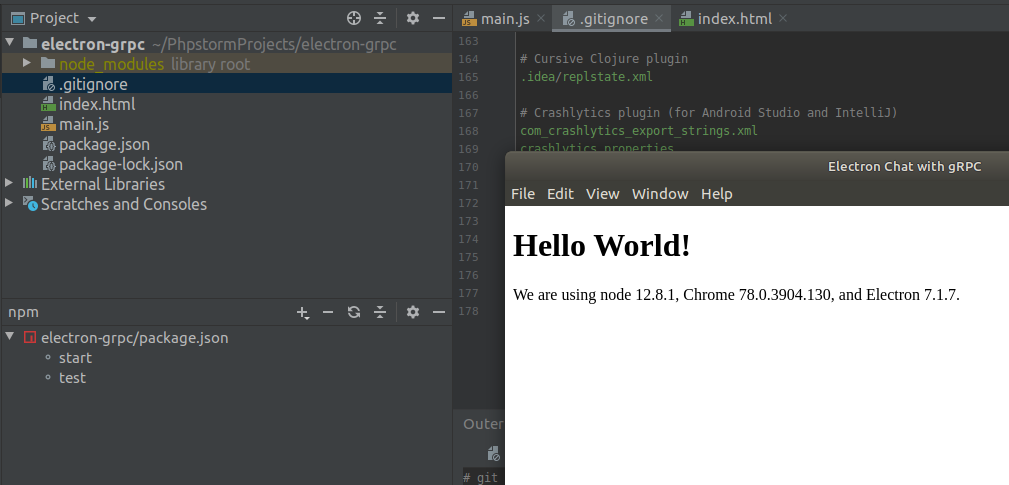 Project
electron-grpc ~/PhpstormProjects/electron-grpc
node_modules library root
.gitignore
index.html
main.js
package.json
package-lock.json
External Libraries
Scratches and Consoles
npm
electron-grpc/package.json
start
test
main.js .gitignore index.html
163
164 # Cursive Clojure plugin
165 .idea/replstate.xml
166
167 # Crashlytics plugin (for Android Studio and IntelliJ)
168 com_crashlytics_export_strings.xml
169 crashlytics.properties
170
171
172
173
174
175
176
177
178
Outer
# git
Electron Chat with gRPC
File Edit View Window Help
Hello World!
We are using node 12.8.1, Chrome 78.0.3904.130, and Electron 7.1.7.